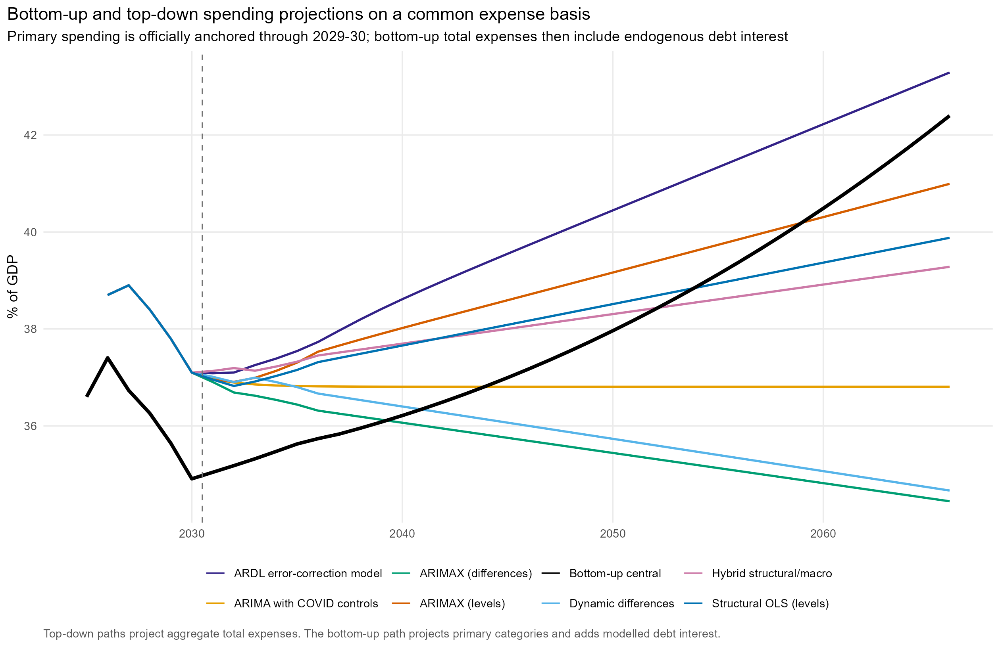 Bottom-up and top-down spending projections on a common expense basis
Primary spending is officially anchored through 2029-30; bottom-up total expenses then include endogenous debt interest
% of GDP
42
40
38
36
2030 2040 2050 2060
ARDL error-correction model ARIMAX (differences) Bottom-up central Hybrid structural/macro
ARIMA with COVID controls ARIMAX (levels) Dynamic differences Structural OLS (levels)
Top-down paths project aggregate total expenses. The bottom-up path projects primary categories and adds modelled debt interest.